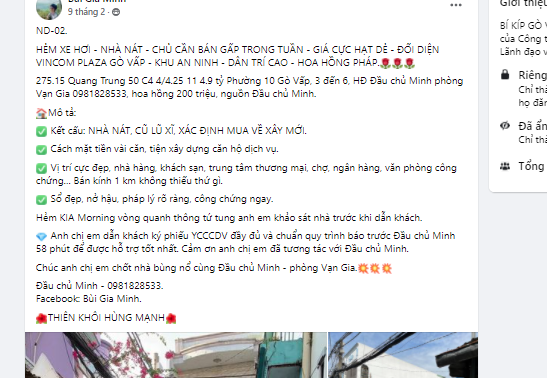 Bùi Gia Minh
9 tháng 2 ·
ND-02.
HẺM XE HƠI - NHÀ NÁT - CHỦ CẦN BÁN GẤP TRONG TUẦN - GIÁ CỰC HẠT DẺ - ĐỐI DIỆN
VINCOM PLAZA GÒ VẤP - KHU AN NINH - DÂN TRÍ CAO - HOA HỒNG PHÁP.🌹🌹🌹
275.15 Quang Trung 50 C4 4/4.25 11 4.9 tỷ Phường 10 Gò Vấp, 3 đến 6, HĐ Đầu Chủ Minh phòng
Vạn Gia 0981828533, hoa hồng 200 triệu, nguồn Đầu chủ Minh.
🏠Mô tả:
✅ Kết cấu: NHÀ NÁT, CŨ LŨ XĨ, XÁC ĐỊNH MUA VỀ XÂY MỚI.
✅ Cách mặt tiền vài căn, tiện xây dựng căn hộ dịch vụ.
✅ Vị trí cực đẹp, nhà hàng, khách sạn, trung tâm thương mại, chợ, ngân hàng, văn phòng công
chứng... Bán kính 1 km không thiếu thứ gì.
✅ Sổ đẹp, nở hậu, pháp lý rõ ràng, công chứng ngay.
Hẻm KIA Morning vòng quanh thông tứ tung anh em khảo sát nhà trước khi dẫn khách.
💎 Anh chị em dẫn khách ký phiếu YCCCDV đầy đủ và chuẩn quy trình báo trước Đầu chủ Minh
58 phút để được hỗ trợ tốt nhất. Cảm ơn anh chị em đã tương tác với Đầu chủ Minh.
Chúc anh chị em chốt nhà bùng nổ cùng Đầu chủ Minh - phòng Vạn Gia.💥💥💥
Đầu chủ Minh - 0981828533.
Facebook: Bùi Gia Minh.
🌺THIÊN KHÔI HÙNG MẠNH🌺
Giới thiệu
BÍ KÍP GÒ V
của Công t
Lãnh đạo v
Riêng
Chỉ thà
họ đăn
Đã ẩn
Chỉ thà
Tổng